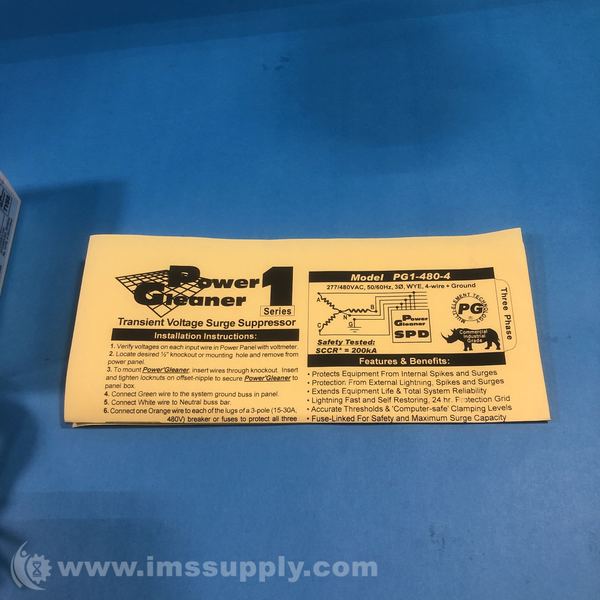 Power
Cleaner 1
Series
Transient Voltage Surge Suppressor
Installation Instructions:
1. Verify voltages on each input wire in Power Panel with voltmeter.
2. Locate desired ½" knockout or mounting hole and remove from
power panel.
3. To mount Power'Gleaner, insert wires through knockout. Insert
and tighten locknuts on offset-nipple to secure Power'Gleaner to
panel box.
4. Connect Green wire to the system ground buss in panel.
5. Connect White wire to Neutral buss bar.
6. Connect one Orange wire to each of the lugs of a 3-pole (15-30A,
480V) breaker or fuses to protect all three
Model PG1-480-4
277/480VAC, 50/60Hz, 3Ø, WYE, 4-wire + Ground
A
B
N
C
G
Power
Gleaner
SPD
Safety Tested:
SCCR* = 200kA
PG
Commercial
Industrial
Grade
Three Phase
Features & Benefits:
• Protects Equipment From Internal Spikes and Surges
• Protection From External Lightning, Spikes and Surges
• Extends Equipment Life & Total System Reliability
• Lightning Fast and Self Restoring, 24 hr. Protection Grid
• Accurate Thresholds & 'Computer-safe' Clamping Levels
• Fuse-Linked For Safety and Maximum Surge Capacity
www.imssupply.com